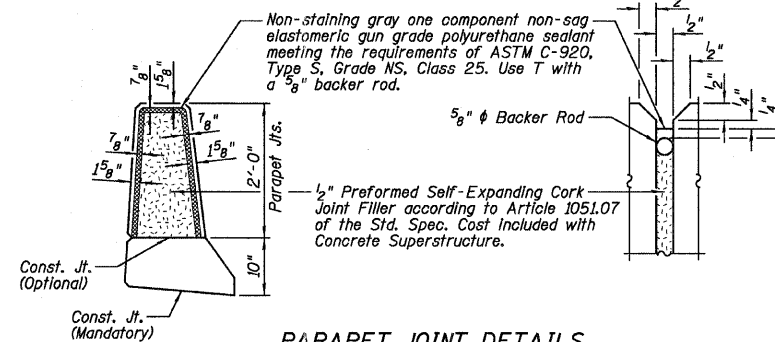 Non-staining gray one component non-sag
elastomeric gun grade polyurethane sealant
meeting the requirements of ASTM C-920,
Type S, Grade NS, Class 25. Use T with
a 5/8" backer rod.
7/8"
1 5/8"
7/8"
7/8"
1 5/8"
1 5/8"
2'-0"
Parapet Jts.
10"
5/8" φ Backer Rod
1/2"
1/2"
1/2"
1/4"
1/4"
1/2" Preformed Self-Expanding Cork
Joint Filler according to Article 1051.07
of the Std. Spec. Cost included with
Concrete Superstructure.
Const. Jt.
(Optional)
Const. Jt.
(Mandatory)
PARAPET JOINT DETAILS